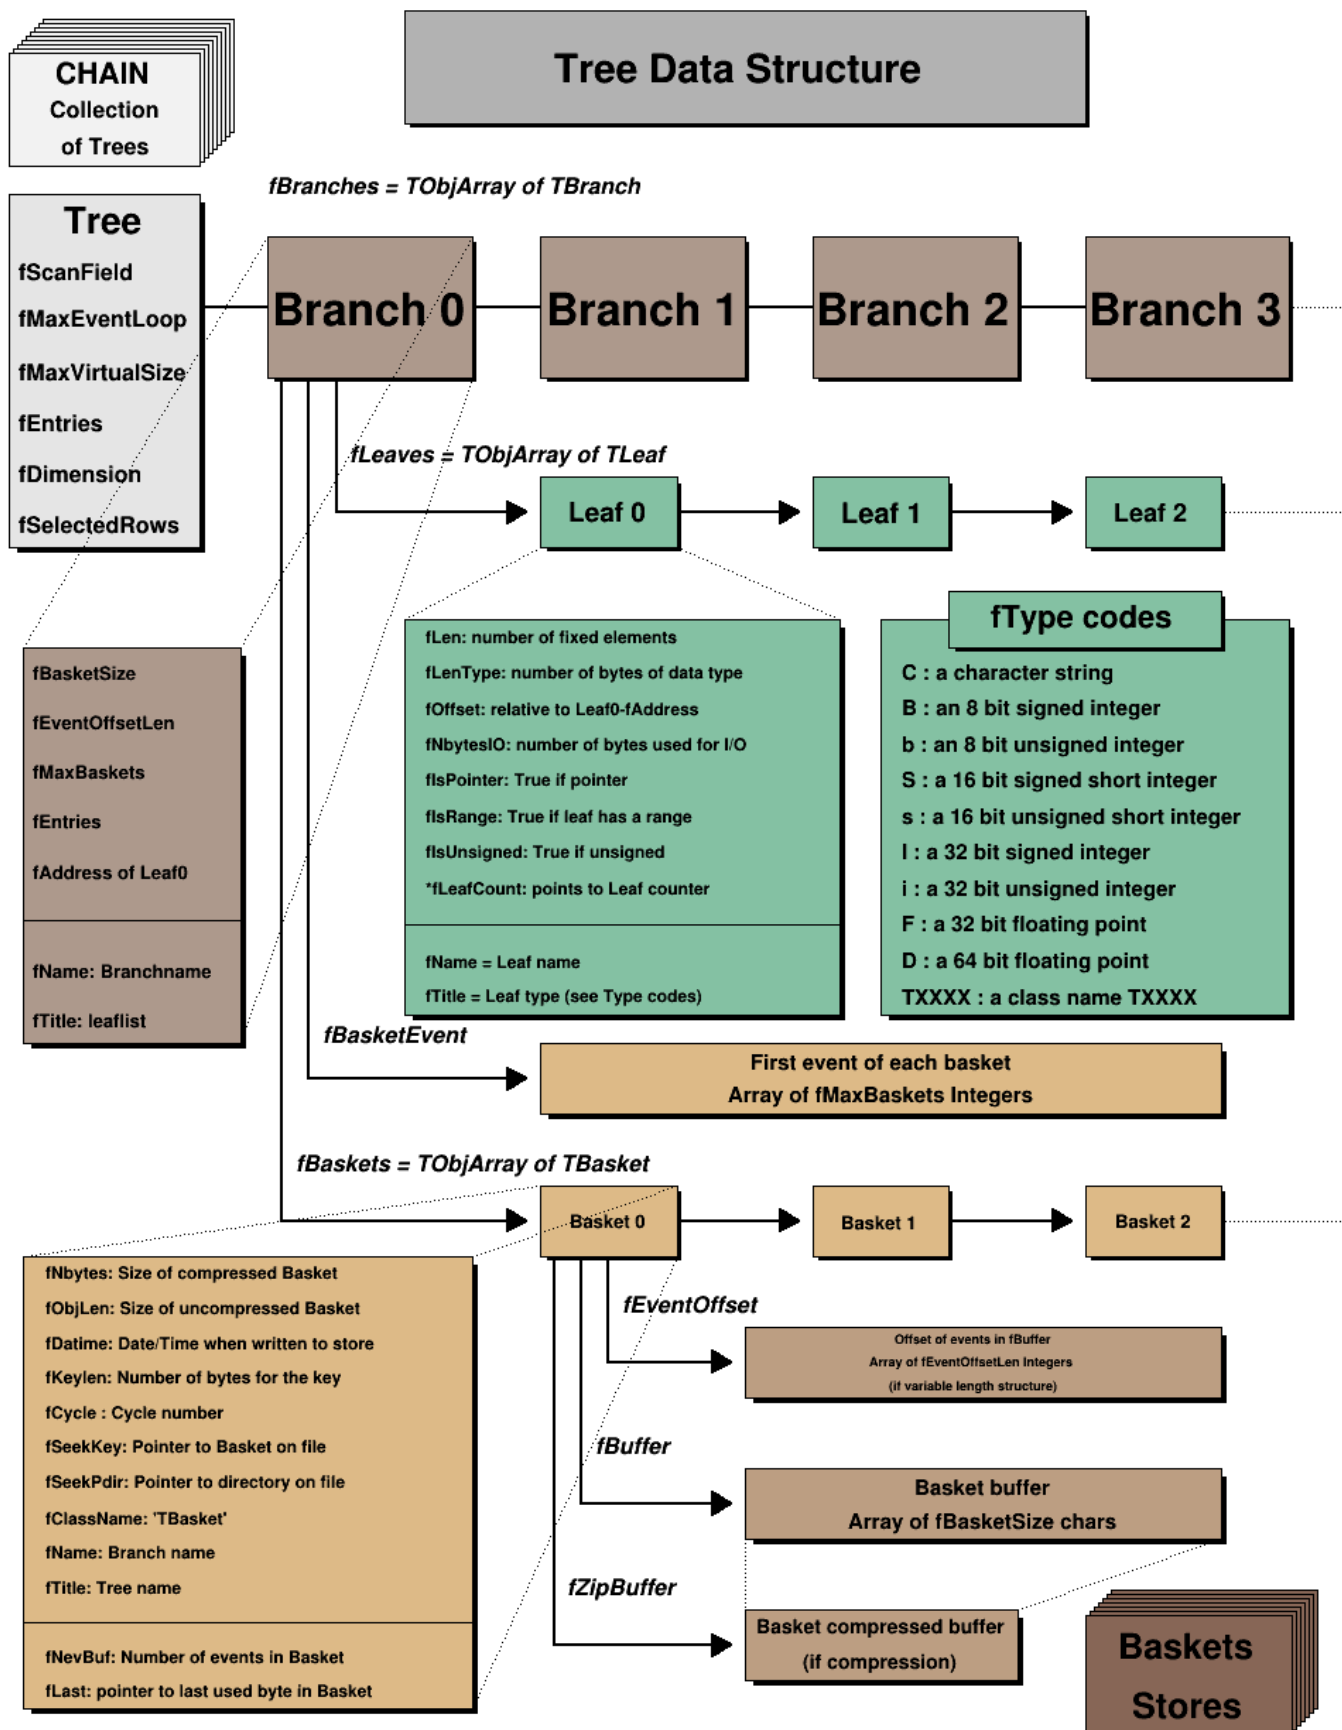 CHAIN
Collection
of Trees
Tree Data Structure
fBranches = TObjArray of TBranch
Tree
fScanField
fMaxEventLoop
fMaxVirtualSize
fEntries
fDimension
fSelectedRows
Branch 0
Branch 1
Branch 2
Branch 3
fLeaves = TObjArray of TLeaf
Leaf 0
Leaf 1
Leaf 2
fBasketSize
fEventOffsetLen
fMaxBaskets
fEntries
fAddress of Leaf0
fName: Branchname
fTitle: leaflist
fLen: number of fixed elements
fLenType: number of bytes of data type
fOffset: relative to Leaf0-fAddress
fNbytesIO: number of bytes used for I/O
fIsPointer: True if pointer
fIsRange: True if leaf has a range
fIsUnsigned: True if unsigned
*fLeafCount: points to Leaf counter
fName = Leaf name
fTitle = Leaf type (see Type codes)
fType codes
C : a character string
B : an 8 bit signed integer
b : an 8 bit unsigned integer
S : a 16 bit signed short integer
s : a 16 bit unsigned short integer
I : a 32 bit signed integer
i : a 32 bit unsigned integer
F : a 32 bit floating point
D : a 64 bit floating point
TXXXX : a class name TXXXX
fBasketEvent
First event of each basket
Array of fMaxBaskets Integers
fBaskets = TObjArray of TBasket
Basket 0
Basket 1
Basket 2
fNbytes: Size of compressed Basket
fObjLen: Size of uncompressed Basket
fDatime: Date/Time when written to store
fKeylen: Number of bytes for the key
fCycle : Cycle number
fSeekKey: Pointer to Basket on file
fSeekPdir: Pointer to directory on file
fClassName: 'TBasket'
fName: Branch name
fTitle: Tree name
fNevBuf: Number of events in Basket
fLast: pointer to last used byte in Basket
fEventOffset
Offset of events in fBuffer
Array of fEventOffsetLen Integers
(if variable length structure)
fBuffer
Basket buffer
Array of fBasketSize chars
fZipBuffer
Basket compressed buffer
(if compression)
Baskets
Stores